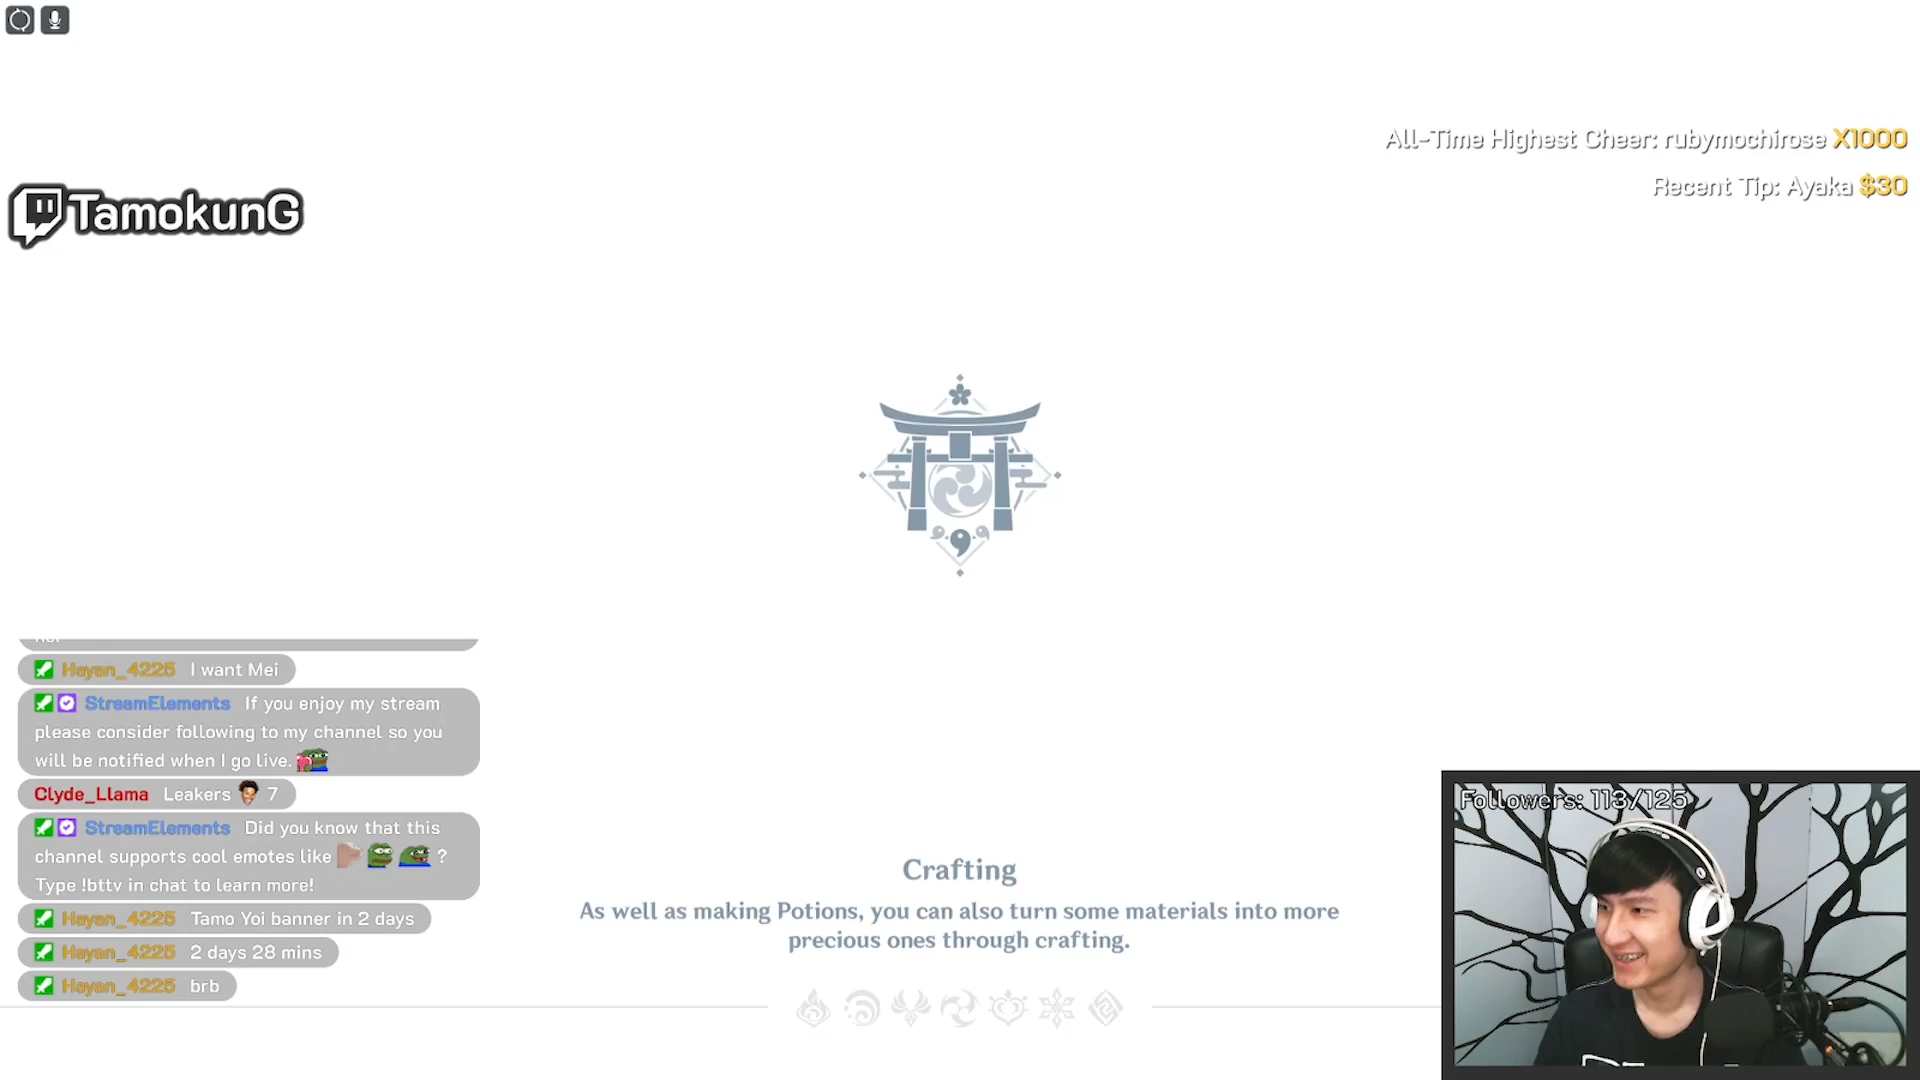 All-Time Highest Cheer: rubymochirose X1000
Recent Tip: Ayaka $30
TamokunG
Hayan_4225 I want Mei
StreamElements If you enjoy my stream
please consider following to my channel so you
will be notified when I go live.
Clyde_Llama Leakers 7
StreamElements Did you know that this
channel supports cool emotes like ?
Type !bttv in chat to learn more!
Hayan_4225 Tamo Yoi banner in 2 days
Hayan_4225 2 days 28 mins
Hayan_4225 brb
Crafting
As well as making Potions, you can also turn some materials into more
precious ones through crafting.
Followers: 113/125